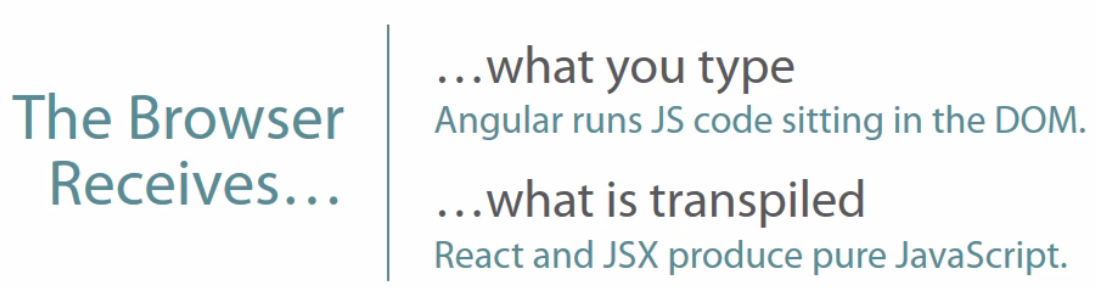 The Browser
Receives…
…what you type
Angular runs JS code sitting in the DOM.
…what is transpiled
React and JSX produce pure JavaScript.